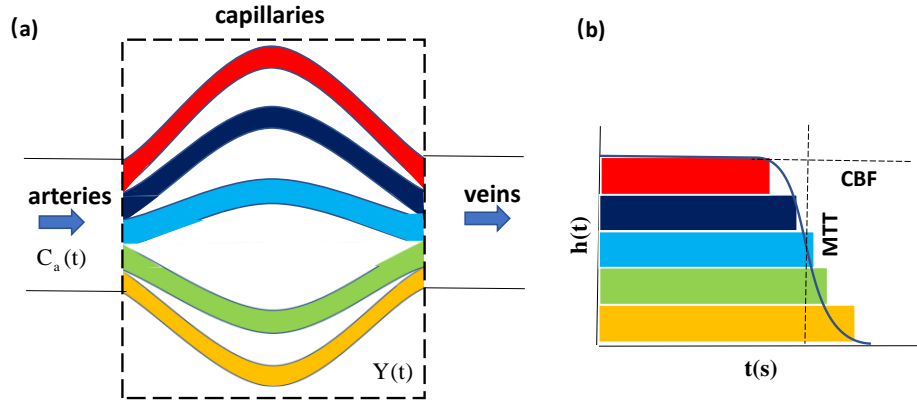 (a)
capillaries
arteries
C_a(t)
veins
Y(t)
(b)
h(t)
CBF
MTT
t(s)